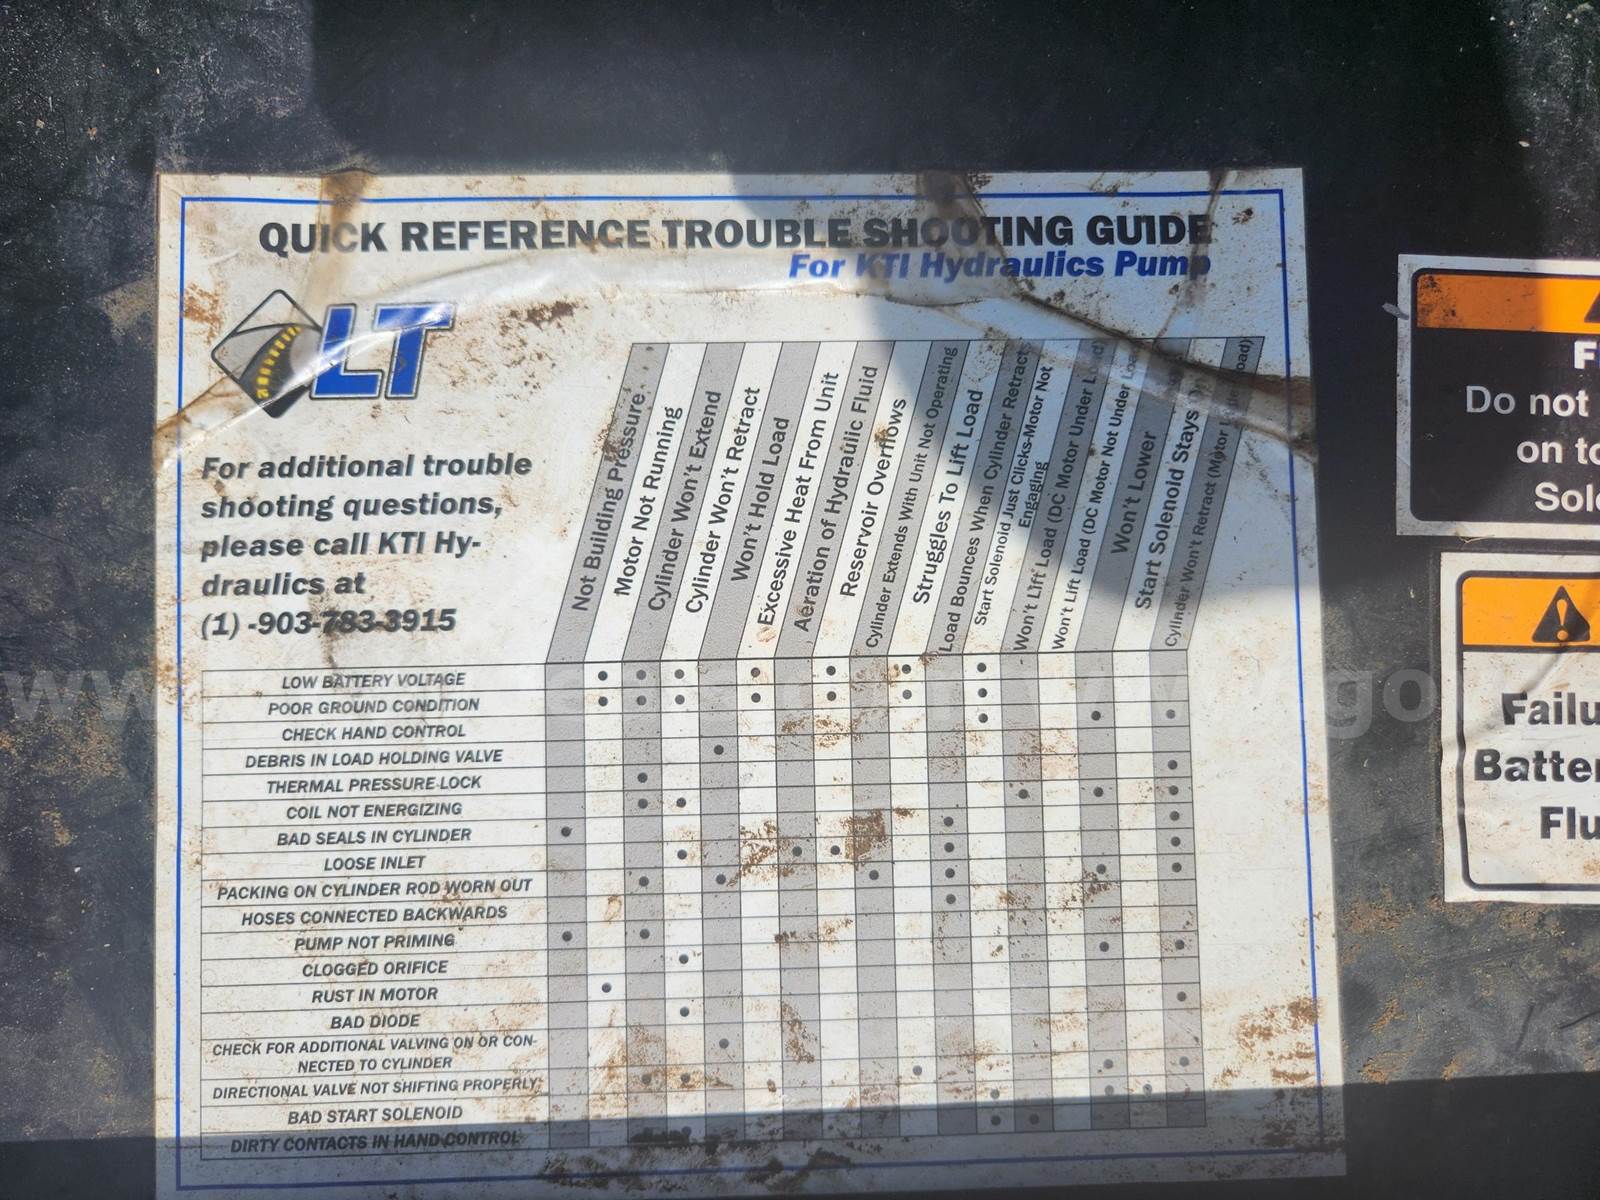 QUICK REFERENCE TROUBLE SHOOTING GUIDE
For KTI Hydraulics Pump
LT
For additional trouble
shooting questions,
please call KTI Hy-
draulics at
(1) -903-783-3915
Not Building Pressure
Motor Not Running
Cylinder Won't Extend
Cylinder Won't Retract
Won't Hold Load
Excessive Heat From Unit
Aeration of Hydraulic Fluid
Reservoir Overflows
Cylinder Extends With Unit Not Operating
Struggles To Lift Load
Load Bounces When Cylinder Retracts
Start Solenoid Just Clicks-Motor Not
Engaging
Won't Lift Load (DC Motor Under Load)
Won't Lift Load (DC Motor Not Under Load)
Won't Lower
Start Solenoid Stays
Cylinder Won't Retract (Motor Load)
LOW BATTERY VOLTAGE
POOR GROUND CONDITION
CHECK HAND CONTROL
DEBRIS IN LOAD HOLDING VALVE
THERMAL PRESSURE LOCK
COIL NOT ENERGIZING
BAD SEALS IN CYLINDER
LOOSE INLET
PACKING ON CYLINDER ROD WORN OUT
HOSES CONNECTED BACKWARDS
PUMP NOT PRIMING
CLOGGED ORIFICE
RUST IN MOTOR
BAD DIODE
CHECK FOR ADDITIONAL VALVING ON OR CON-
NECTED TO CYLINDER
DIRECTIONAL VALVE NOT SHIFTING PROPERLY
BAD START SOLENOID
DIRTY CONTACTS IN HAND CONTROL
Do not
on to
Sole
Failu
Batter
Flu